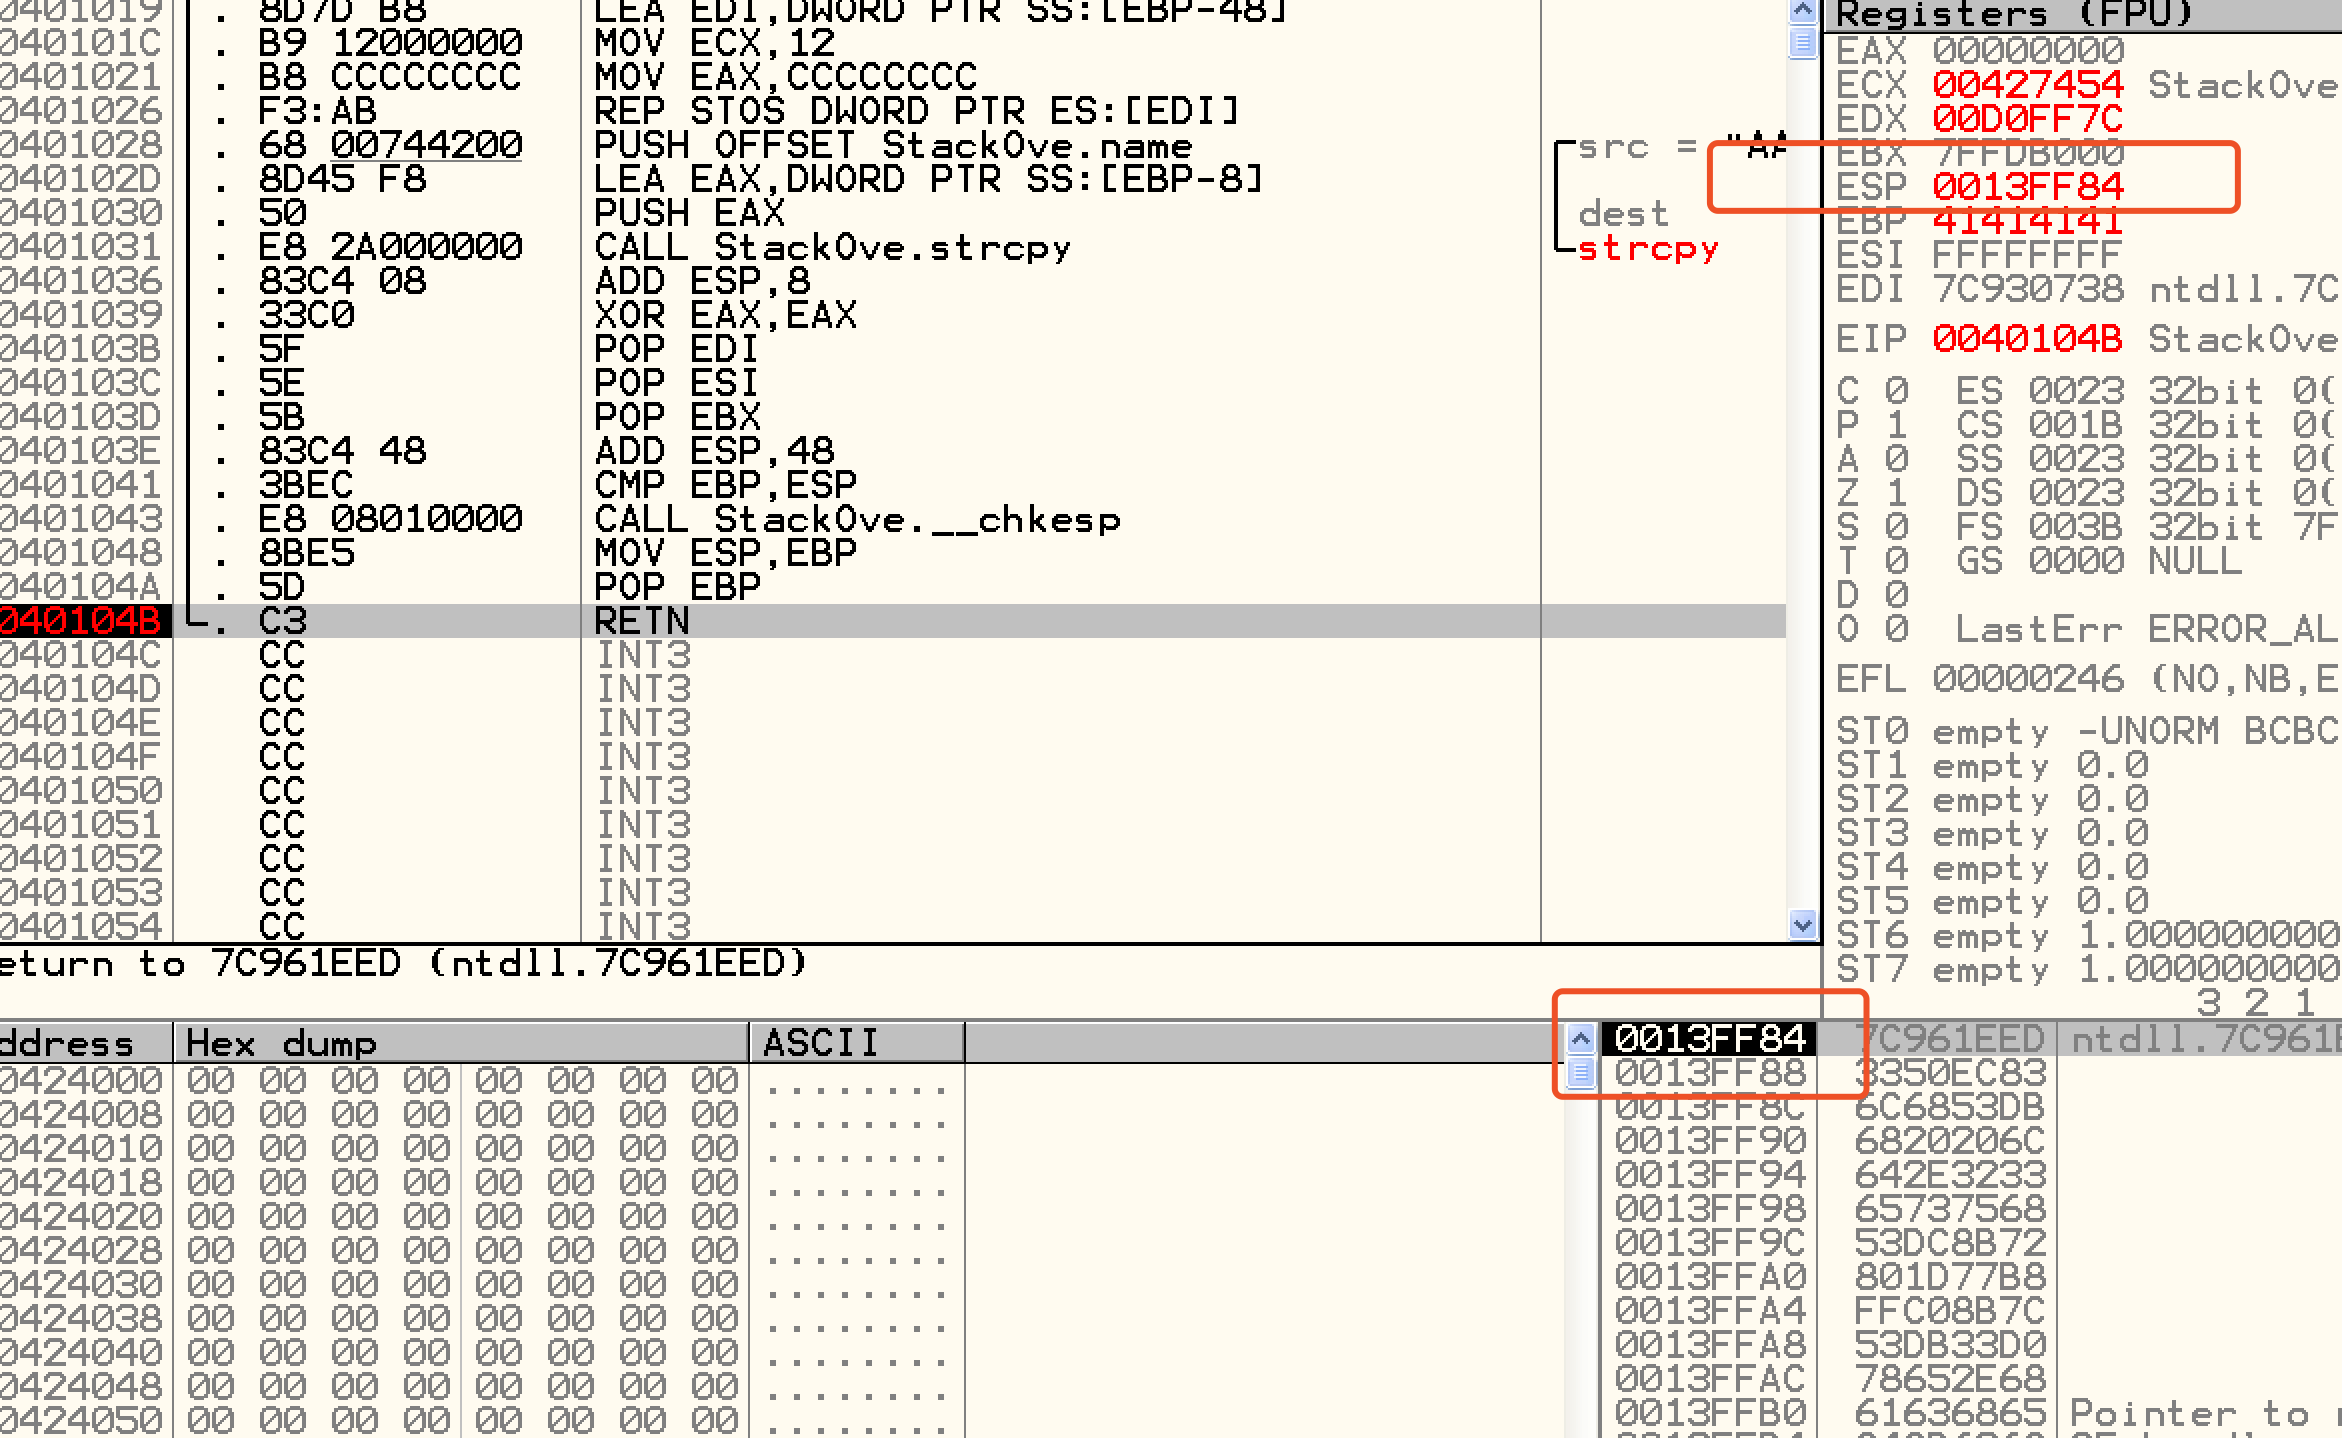 0401019 . 8D7D B8 LEA EDI,DWORD PTR SS:[EBP-48]
040101C . B9 12000000 MOV ECX,12
0401021 . B8 CCCCCCCC MOV EAX,CCCCCCCC
0401026 . F3:AB REP STOS DWORD PTR ES:[EDI]
0401028 . 68 00744200 PUSH OFFSET StackOve.name src = "AA
040102D . 8D45 F8 LEA EAX,DWORD PTR SS:[EBP-8]
0401030 . 50 PUSH EAX dest
0401031 . E8 2A000000 CALL StackOve.strcpy strcpy
0401036 . 83C4 08 ADD ESP,8
0401039 . 33C0 XOR EAX,EAX
040103B . 5F POP EDI
040103C . 5E POP ESI
040103D . 5B POP EBX
040103E . 83C4 48 ADD ESP,48
0401041 . 3BEC CMP EBP,ESP
0401043 . E8 08010000 CALL StackOve.__chkesp
0401048 . 8BE5 MOV ESP,EBP
040104A . 5D POP EBP
040104B . C3 RETN
040104C CC INT3
040104D CC INT3
040104E CC INT3
040104F CC INT3
0401050 CC INT3
0401051 CC INT3
0401052 CC INT3
0401053 CC INT3
0401054 CC INT3
eturn to 7C961EED (ntdll.7C961EED)
Registers (FPU)
EAX 00000000
ECX 00427454 StackOve
EDX 00D0FF7C
EBX 7FFDB000
ESP 0013FF84
EBP 41414141
ESI FFFFFFFF
EDI 7C930738 ntdll.7C
EIP 0040104B StackOve
C 0 ES 0023 32bit 0(
P 1 CS 001B 32bit 0(
A 0 SS 0023 32bit 0(
Z 1 DS 0023 32bit 0(
S 0 FS 003B 32bit 7F
T 0 GS 0000 NULL
D 0
O 0 LastErr ERROR_AL
EFL 00000246 (NO,NB,E
ST0 empty -UNORM BCBC
ST1 empty 0.0
ST2 empty 0.0
ST3 empty 0.0
ST4 empty 0.0
ST5 empty 0.0
ST6 empty 1.000000000
ST7 empty 1.000000000
3 2 1
ddress Hex dump ASCII
0424000 00 00 00 00 00 00 00 00 ........
0424008 00 00 00 00 00 00 00 00 ........
0424010 00 00 00 00 00 00 00 00 ........
0424018 00 00 00 00 00 00 00 00 ........
0424020 00 00 00 00 00 00 00 00 ........
0424028 00 00 00 00 00 00 00 00 ........
0424030 00 00 00 00 00 00 00 00 ........
0424038 00 00 00 00 00 00 00 00 ........
0424040 00 00 00 00 00 00 00 00 ........
0424048 00 00 00 00 00 00 00 00 ........
0424050 00 00 00 00 00 00 00 00 ........
0013FF84 7C961EED ntdll.7C961E
0013FF88 3350EC83
0013FF8C 6C6853DB
0013FF90 6820206C
0013FF94 642E3233
0013FF98 65737568
0013FF9C 53DC8B72
0013FFA0 801D77B8
0013FFA4 FFC08B7C
0013FFA8 53DB33D0
0013FFAC 78652E68
0013FFB0 61636865 Pointer to